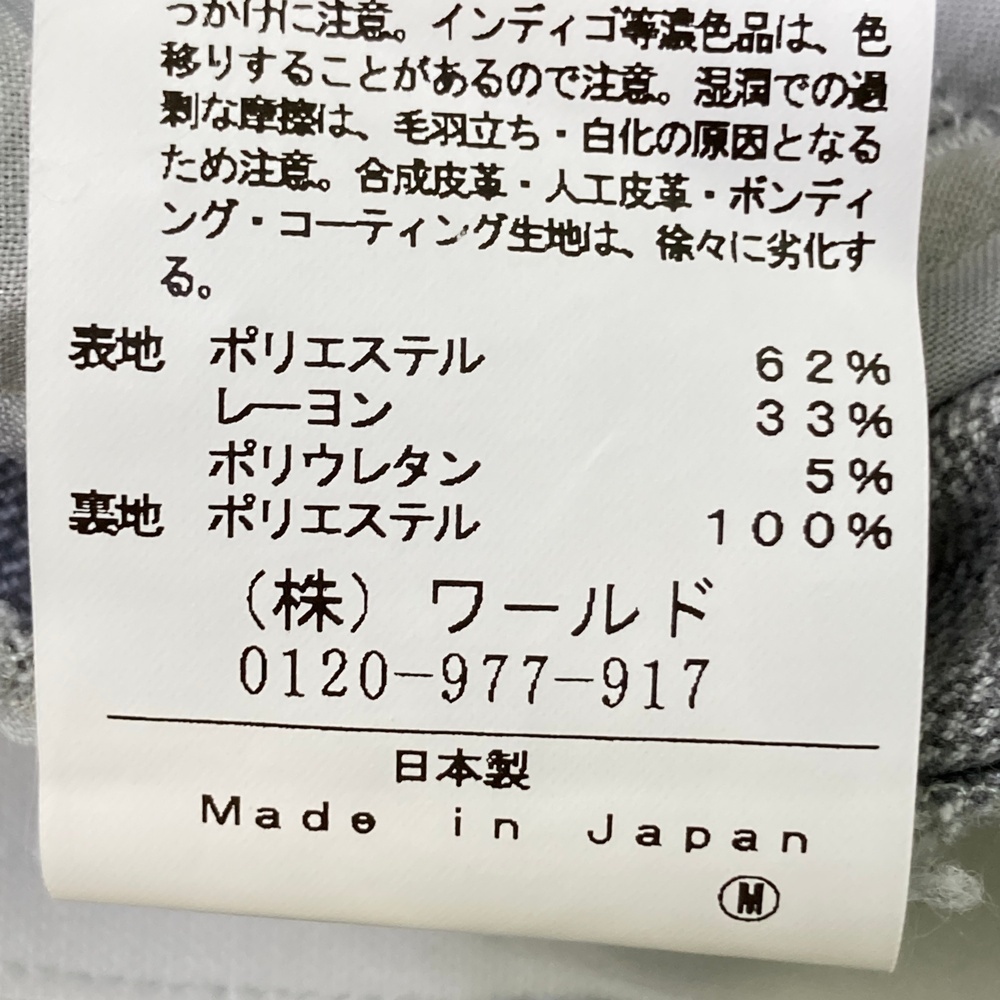 っかけに注意。インディゴ等濃色品は、色
移りすることがあるので注意。湿潤での過
剰な摩擦は、毛羽立ち・白化の原因となる
ため注意。合成皮革・人工皮革・ボンディ
ング・コーティング生地は、徐々に劣化す
る。
表地 ポリエステル 62%
レーヨン 33%
ポリウレタン 5%
裏地 ポリエステル 100%
(株) ワールド
0120-977-917
日本製
Made in Japan
M